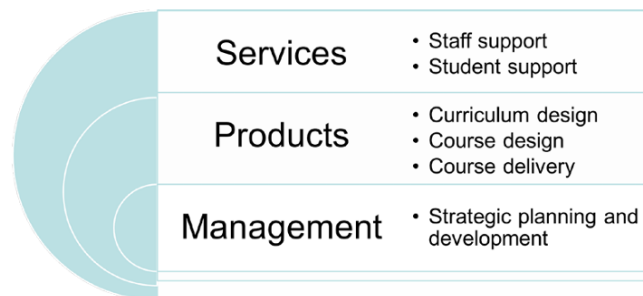 Services
• Staff support
• Student support
Products
• Curriculum design
• Course design
• Course delivery
Management
• Strategic planning and
development